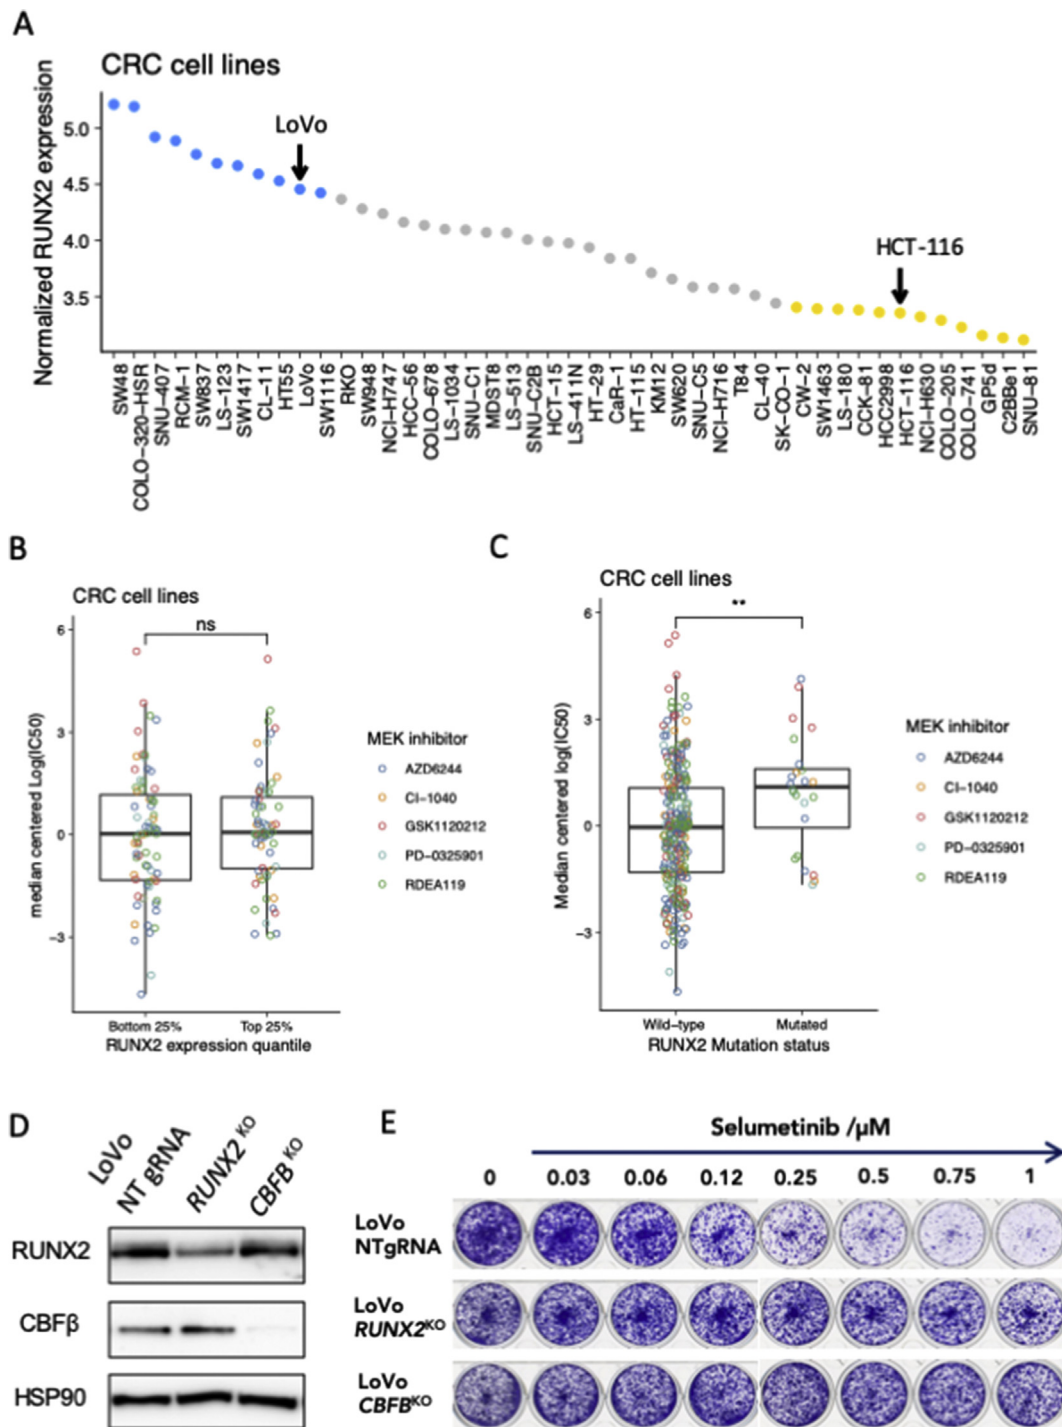 A
CRC cell lines
Normalized RUNX2 expression
5.0
4.5
4.0
3.5
LoVo
HCT-116
SW48
COLO-320-HSR
SNU-407
RCM-1
SW837
LS-123
SW1417
CL-11
HT55
LoVo
SW1116
RKO
SW948
NCI-H747
HCC-56
COLO-678
LS-1034
SNU-C1
MDST8
LS-513
SNU-C2B
HCT-15
LS-411N
HT-29
CaR-1
HT-115
KM12
SW620
SNU-C5
NCI-H716
T84
CL-40
SK-CO-1
CW-2
SW1463
LS-180
CCK-81
HCC2998
HCT-116
NCI-H630
COLO-205
COLO-741
GP5d
C2BBe1
SNU-81
B
CRC cell lines
median centered Log(IC50)
6
3
0
-3
ns
Bottom 25%
Top 25%
RUNX2 expression quantile
MEK inhibitor
AZD6244
CI-1040
GSK1120212
PD-0325901
RDEA119
C
CRC cell lines
Median centered log(IC50)
6
3
0
-3
**
Wild-type
Mutated
RUNX2 Mutation status
MEK inhibitor
AZD6244
CI-1040
GSK1120212
PD-0325901
RDEA119
D
LoVo
NT gRNA
RUNX2 KO
CBFB KO
RUNX2
CBFβ
HSP90
E
Selumetinib /μM
0 0.03 0.06 0.12 0.25 0.5 0.75 1
LoVo
NTgRNA
LoVo
RUNX2KO
LoVo
CBFBKO